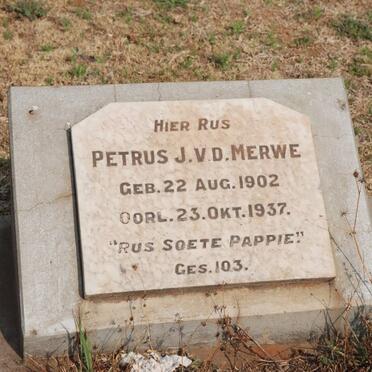 HIER RUS
PETRUS J.V.D. MERWE
GEB. 22 AUG. 1902
OORL. 23. OKT. 1937.
"RUS SOETE PAPPIE."
GES. 103.